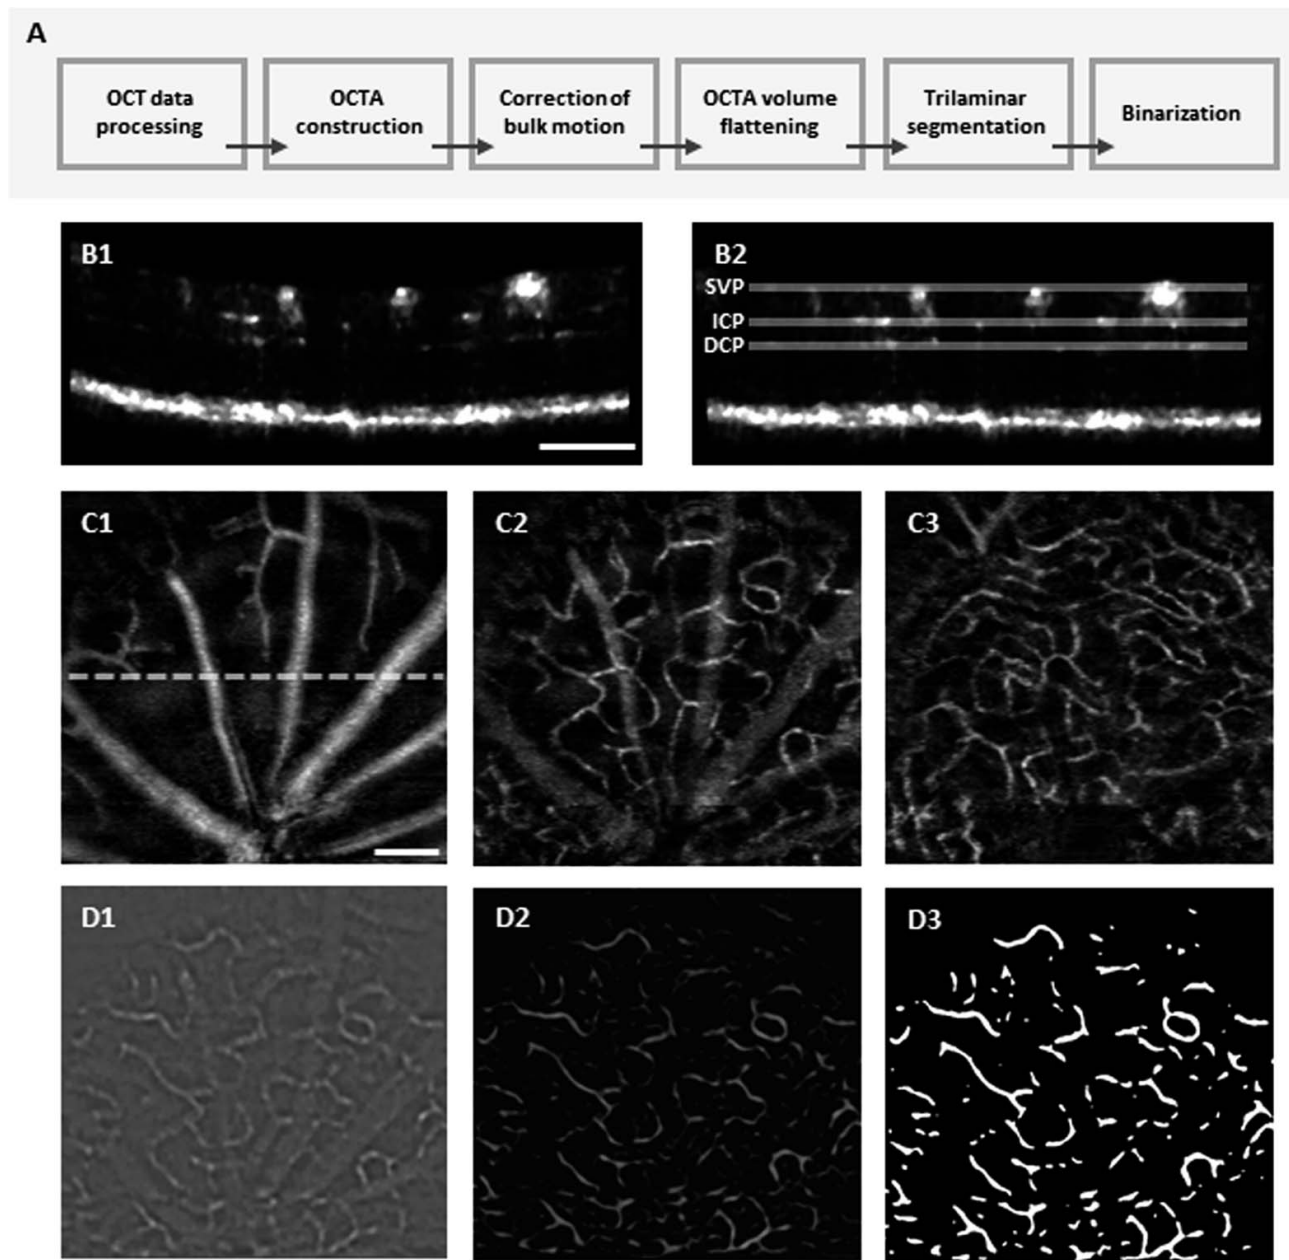 A
OCT data
processing
OCTA
construction
Correction of
bulk motion
OCTA volume
flattening
Trilaminar
segmentation
Binarization
B1
B2
SVP
ICP
DCP
C1
C2
C3
D1
D2
D3